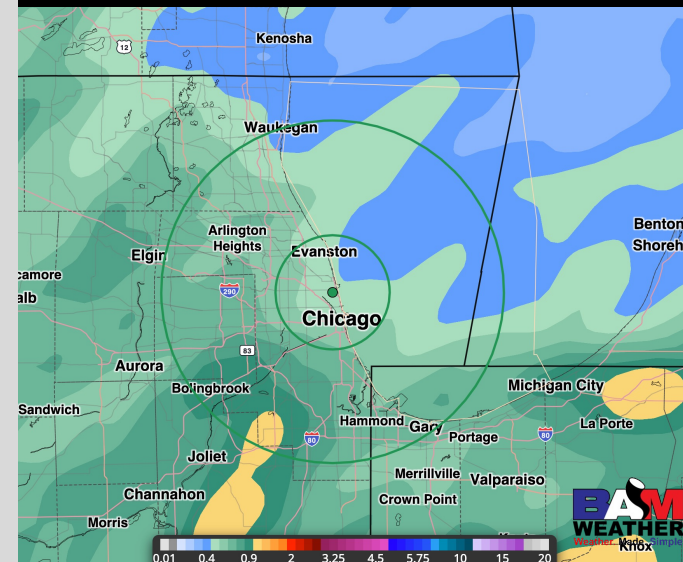 12
Kenosha
Waukegan
Arlington
Heights
Evanston
Benton
Shoreh
Elgin
camore
alb
290
Chicago
83
Aurora
Bolingbrook
Michigan City
Sandwich
Hammond
Gary
La Porte
80
80
Portage
Joliet
Merrillville
Valparaiso
Channahon
Crown Point
Morris
BAM
WEATHER
Weather Made Simple
Knox
0.01 0.4 0.9 2 3.25 4.5 5.75 10 15 20